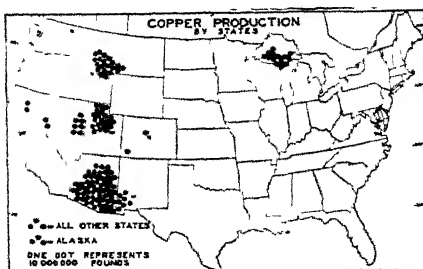 COPPER PRODUCTION
BY STATES
ALL OTHER STATES
ALASKA
ONE DOT REPRESENTS
10 000 000 POUNDS